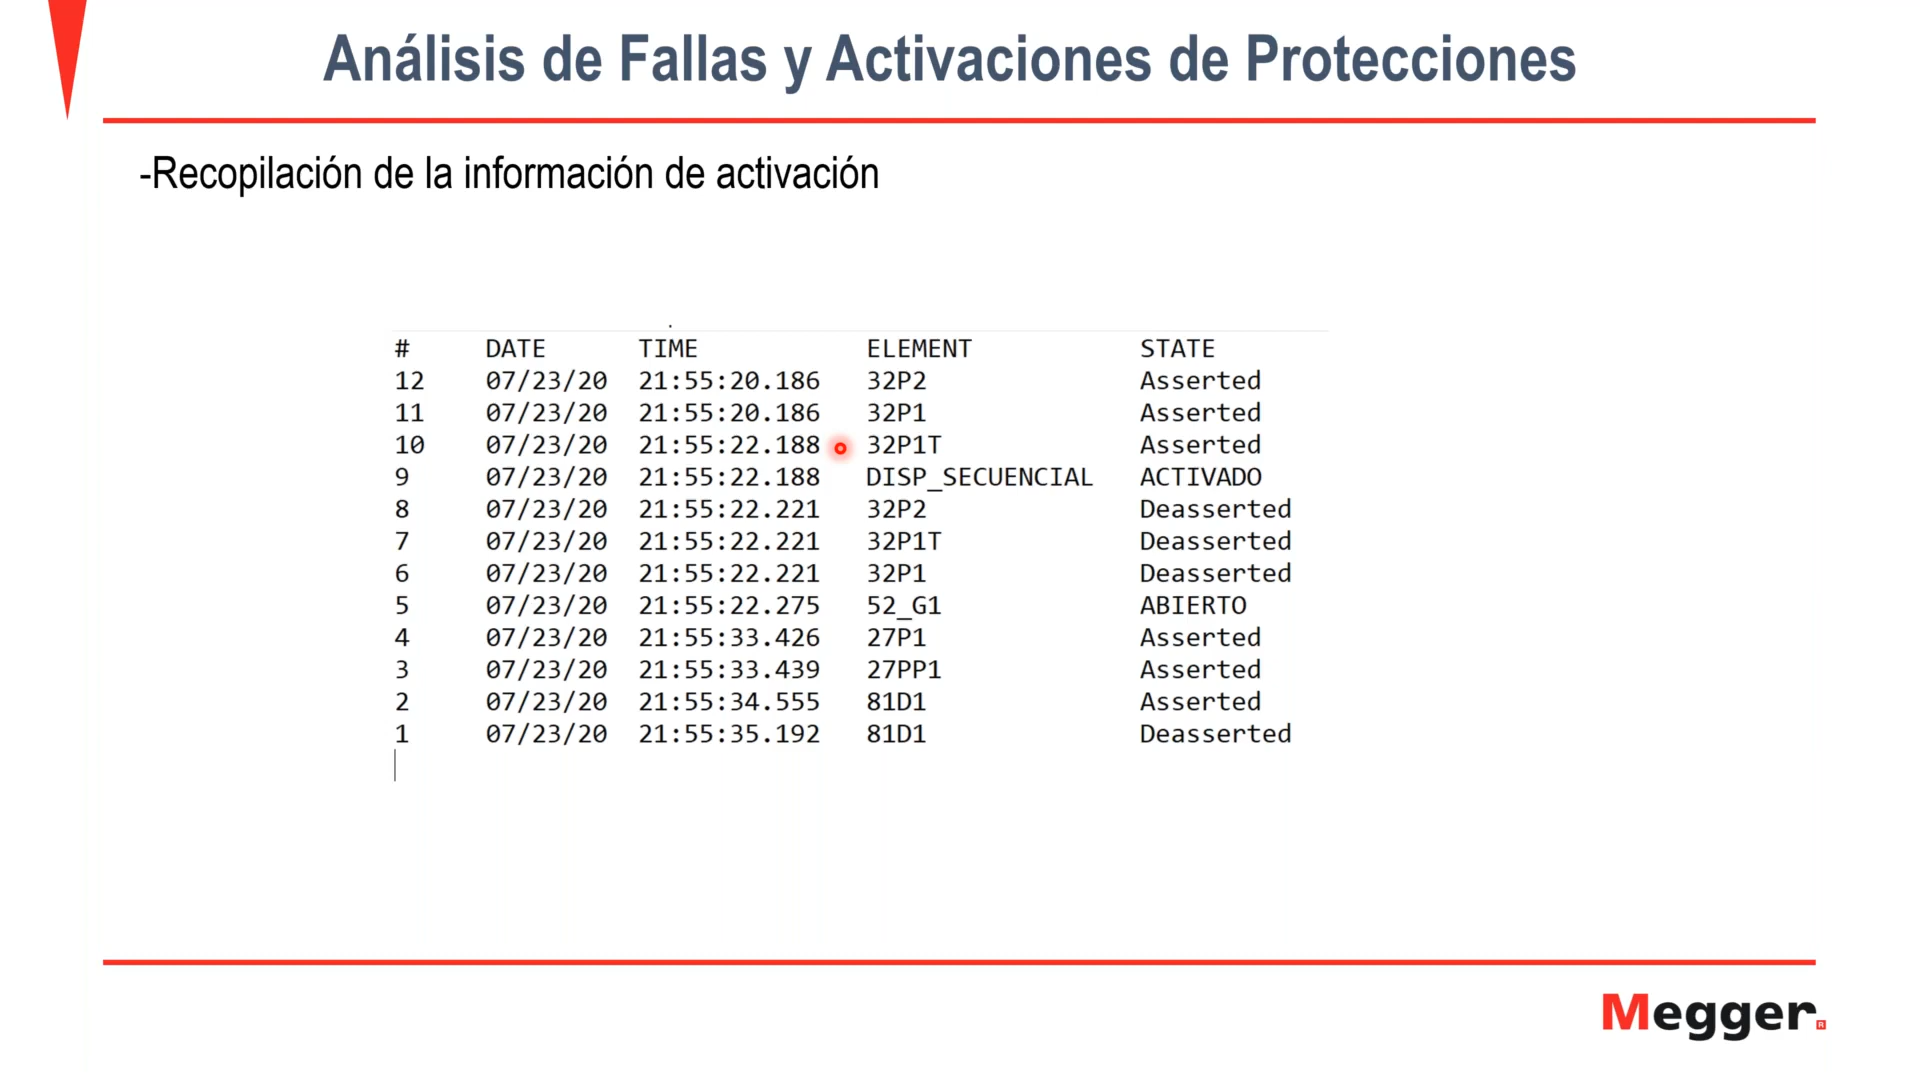 Análisis de Fallas y Activaciones de Protecciones
-Recopilación de la información de activación
# DATE TIME ELEMENT STATE
12 07/23/20 21:55:20.186 32P2 Asserted
11 07/23/20 21:55:20.186 32P1 Asserted
10 07/23/20 21:55:22.188 32P1T Asserted
9 07/23/20 21:55:22.188 DISP_SECUENCIAL ACTIVADO
8 07/23/20 21:55:22.221 32P2 Deasserted
7 07/23/20 21:55:22.221 32P1T Deasserted
6 07/23/20 21:55:22.221 32P1 Deasserted
5 07/23/20 21:55:22.275 52_G1 ABIERTO
4 07/23/20 21:55:33.426 27P1 Asserted
3 07/23/20 21:55:33.439 27PP1 Asserted
2 07/23/20 21:55:34.555 81D1 Asserted
1 07/23/20 21:55:35.192 81D1 Deasserted
Megger.